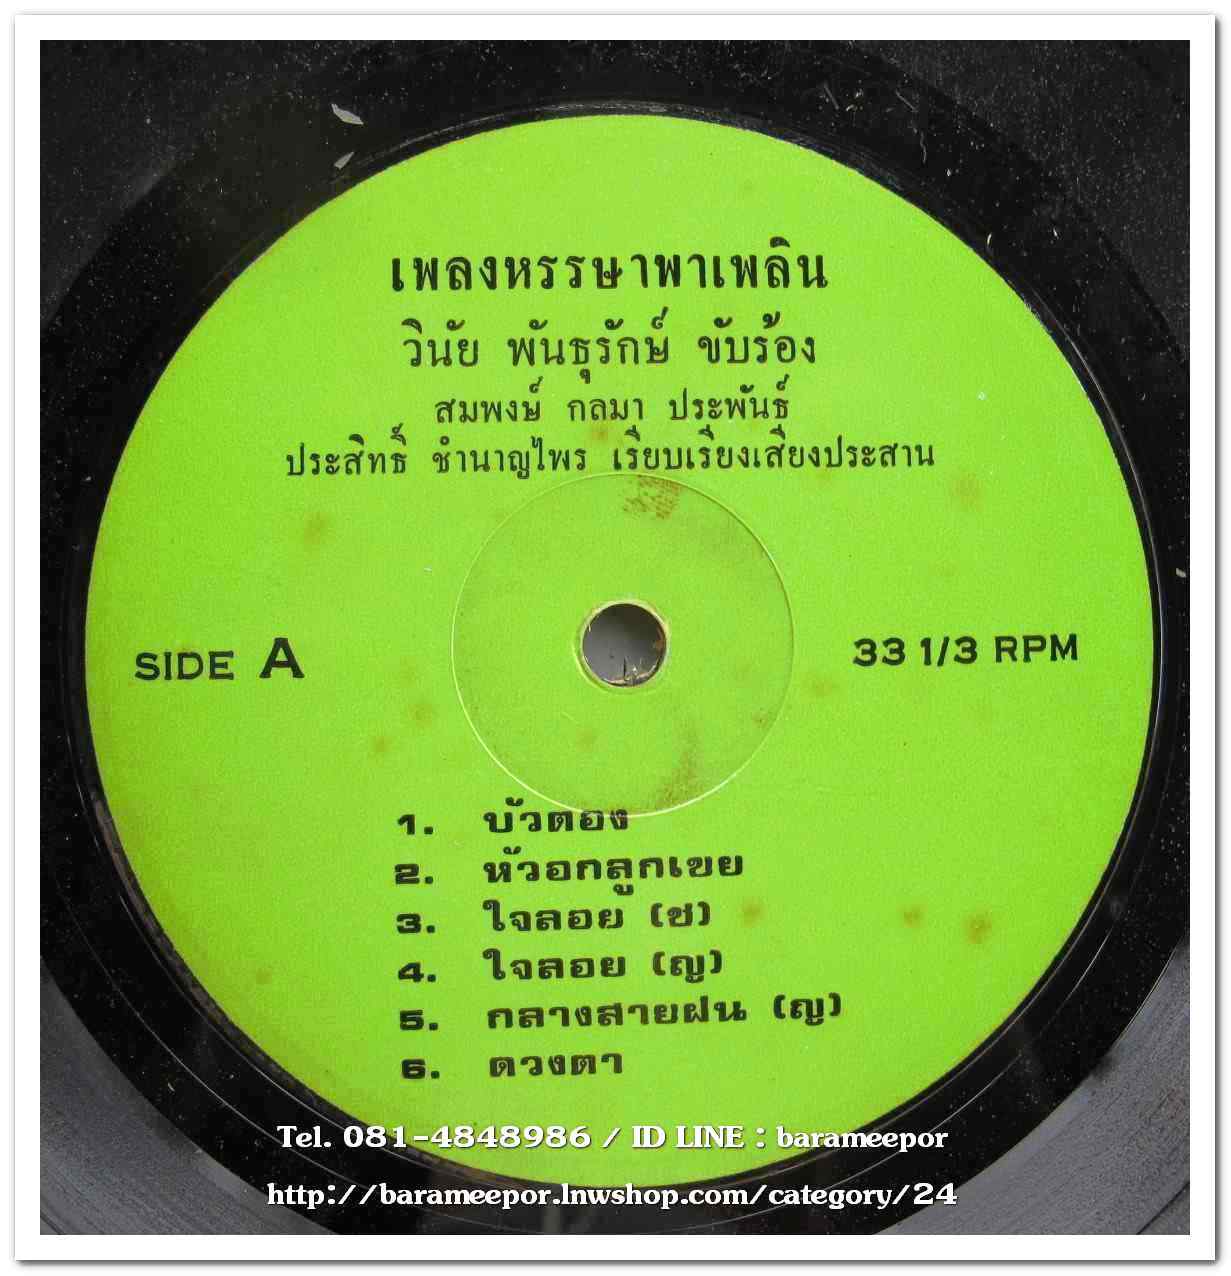 เพลงหรรษาพาเพลิน
วินัย พันธุรักษ์ ขับร้อง
สมพงษ์ กลมา ประพันธ์
ประสิทธิ์ ชำนาญไพร เรียบเรียงเสียงประสาน
SIDE A
33 1/3 RPM
1. บัวตอง
2. หัวอกลูกเขย
3. ใจลอย (ช)
4. ใจลอย (ญ)
5. กลางสายฝน (ญ)
6. ดวงตา
Tel. 081-4848986 / ID LINE : barameepor
http://barameepor.lnwshop.com/category/24